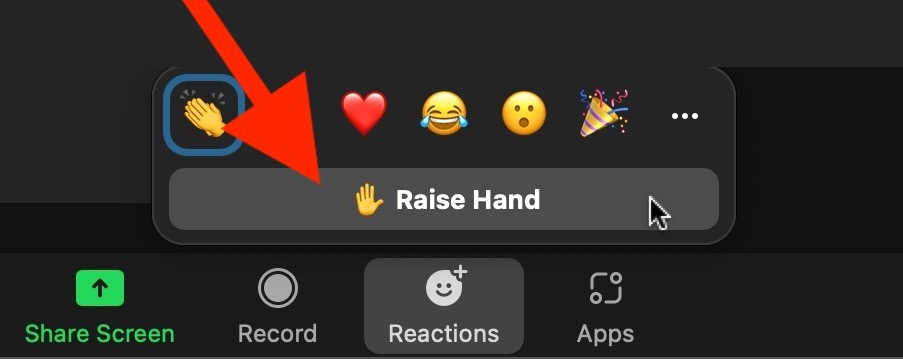 Raise Hand
Share Screen
Record
Reactions
Apps